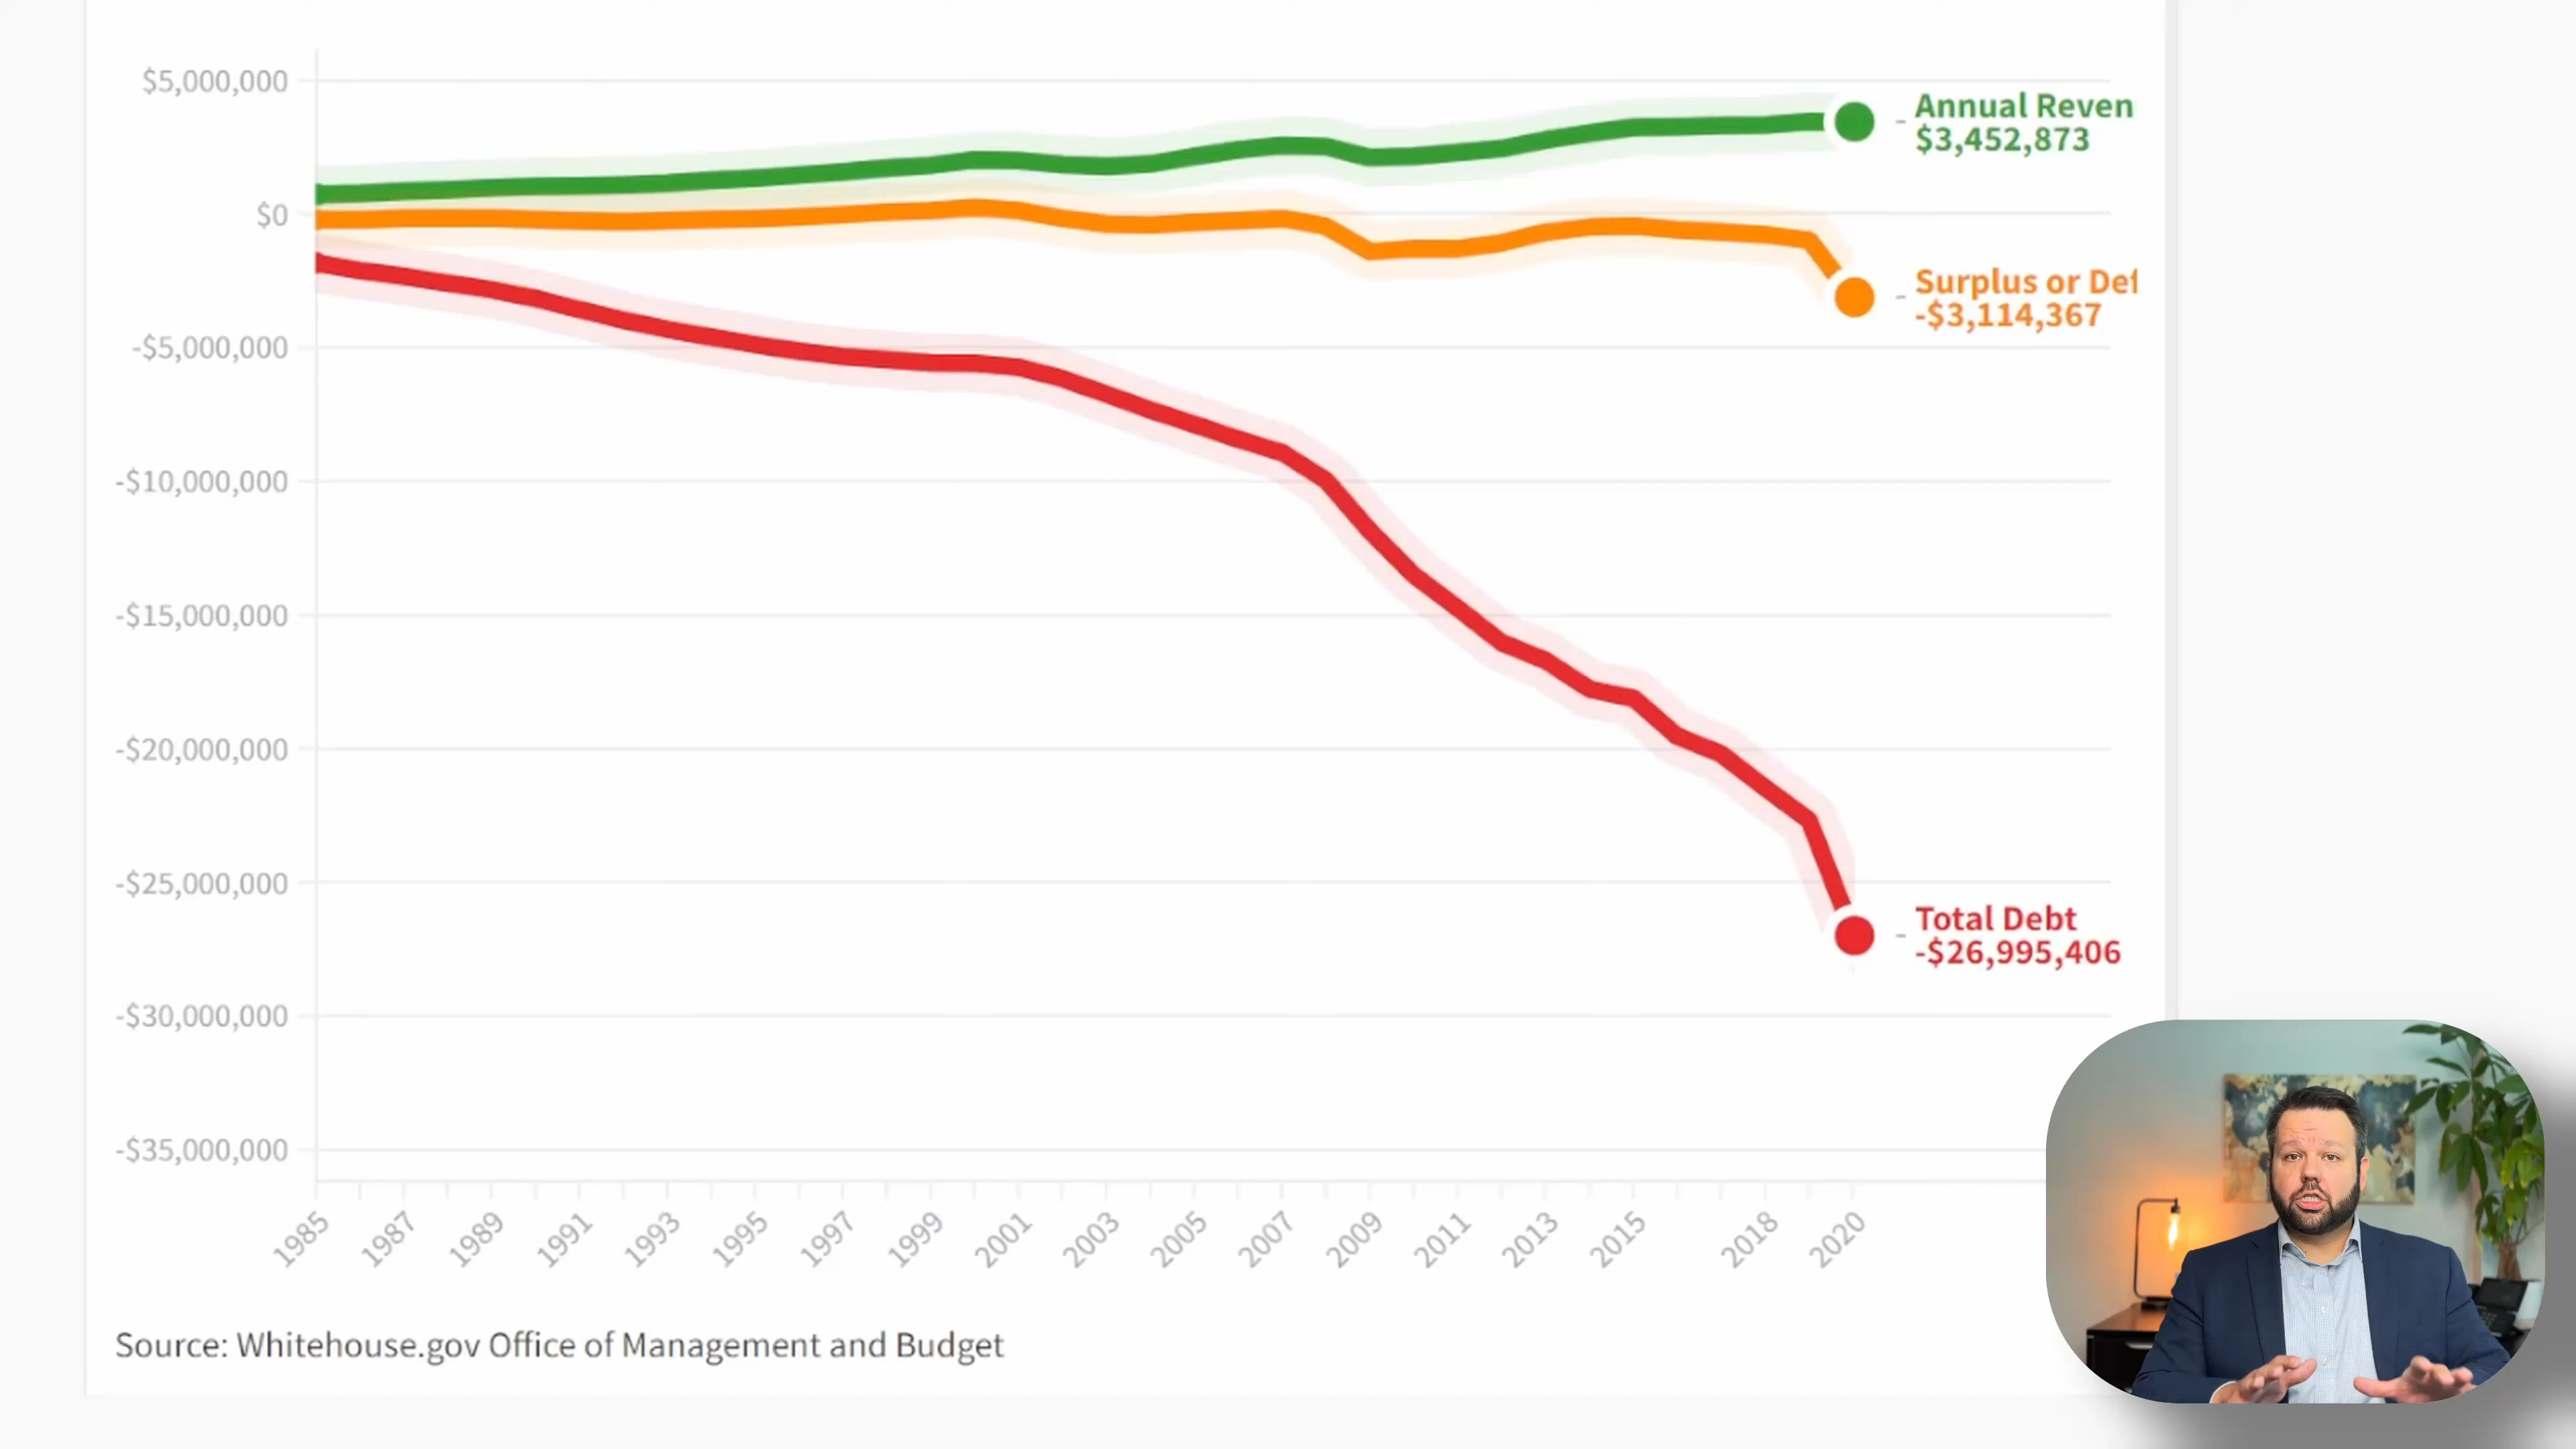 $5,000,000
$0
-$5,000,000
-$10,000,000
-$15,000,000
-$20,000,000
-$25,000,000
-$30,000,000
-$35,000,000
Annual Reven
$3,452,873
Surplus or Def
-$3,114,367
Total Debt
-$26,995,406
1985 1987 1989 1991 1993 1995 1997 1999 2001 2003 2005 2007 2009 2011 2013 2015 2018 2020
Source: Whitehouse.gov Office of Management and Budget